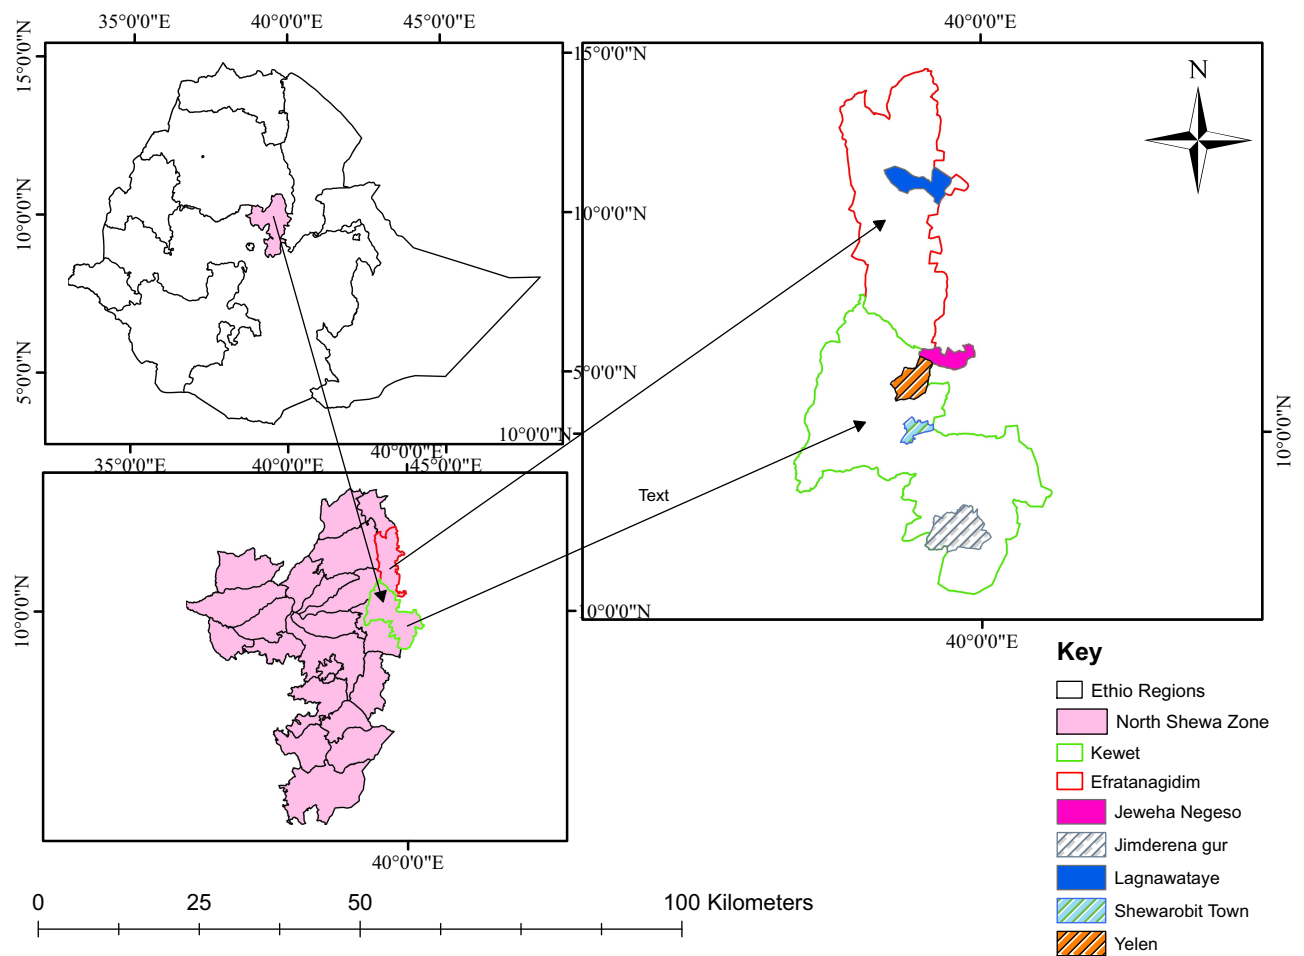 35°0'0"E 40°0'0"E 45°0'0"E
40°0'0"E
15°0'0"N
15°0'0"N
N
10°0'0"N
10°0'0"N
5°0'0"N
5°0'0"N
10°0'0"N
10°0'0"N
35°0'0"E 40°0'0"E 45°0'0"E
40°0'0"E
Text
10°0'0"N
10°0'0"N
40°0'0"E
40°0'0"E
Key
Ethio Regions
North Shewa Zone
Kewet
Efratanagidim
Jeweha Negeso
Jimderena gur
Lagnawataye
Shewarobit Town
Yelen
0 25 50 100 Kilometers